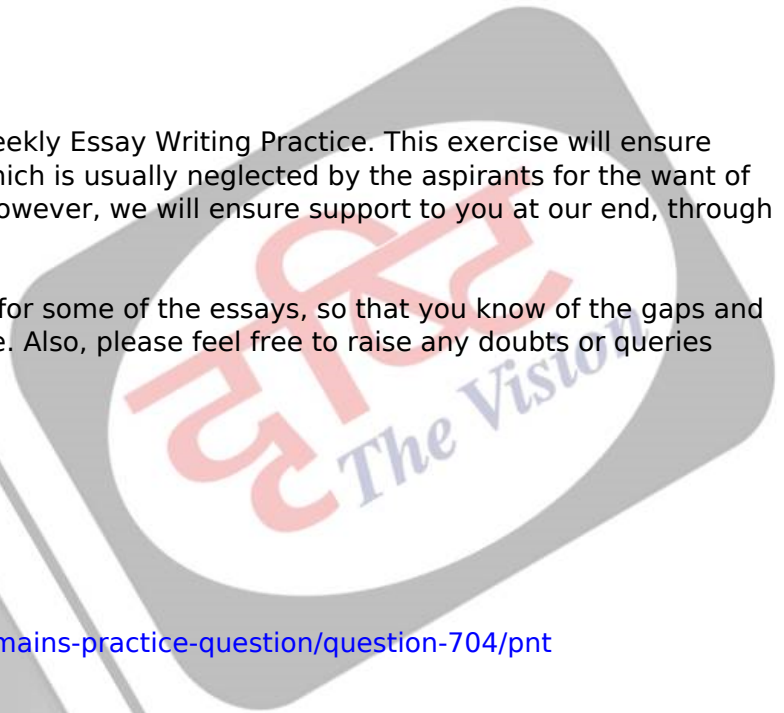 eekly Essay Writing Practice. This exercise will ensure
hich is usually neglected by the aspirants for the want of
owever, we will ensure support to you at our end, through
for some of the essays, so that you know of the gaps and
e. Also, please feel free to raise any doubts or queries
दृष्टि
The Vision
mains-practice-question/question-704/pnt